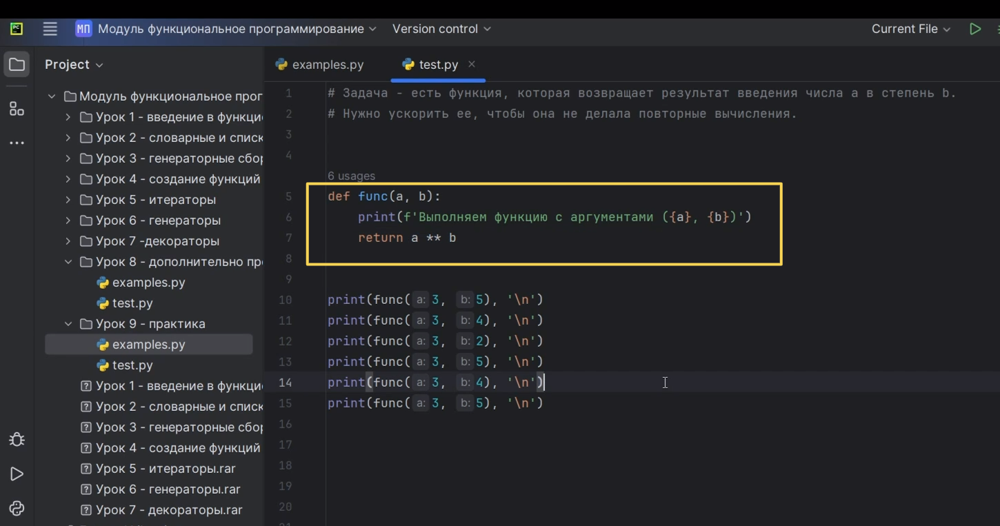 PC
МП Модуль функциональное программирование Version control Current File
Project
examples.py test.py
Модуль функциональное прог
Урок 1 - введение в функци
Урок 2 - словарные и списк
Урок 3 - генераторные сбор
Урок 4 - создание функций
Урок 5 - итераторы
Урок 6 - генераторы
Урок 7 -декораторы
Урок 8 - дополнительно пр
examples.py
test.py
Урок 9 - практика
examples.py
test.py
Урок 1 - введение в функци
Урок 2 - словарные и списк
Урок 3 - генераторные сбор
Урок 4 - создание функций
Урок 5 - итераторы.rar
Урок 6 - генераторы.rar
Урок 7 - декораторы.rar
1 # Задача - есть функция, которая возвращает результат введения числа a в степень b.
2 # Нужно ускорить ее, чтобы она не делала повторные вычисления.
3
4
6 usages
5 def func(a, b):
6 print(f'Выполняем функцию с аргументами ({a}, {b})')
7 return a ** b
8
9
10 print(func( a: 3, b: 5), '\n')
11 print(func( a: 3, b: 4), '\n')
12 print(func( a: 3, b: 2), '\n')
13 print(func( a: 3, b: 5), '\n')
14 print(func( a: 3, b: 4), '\n')
15 print(func( a: 3, b: 5), '\n')
16
17
18
19
20